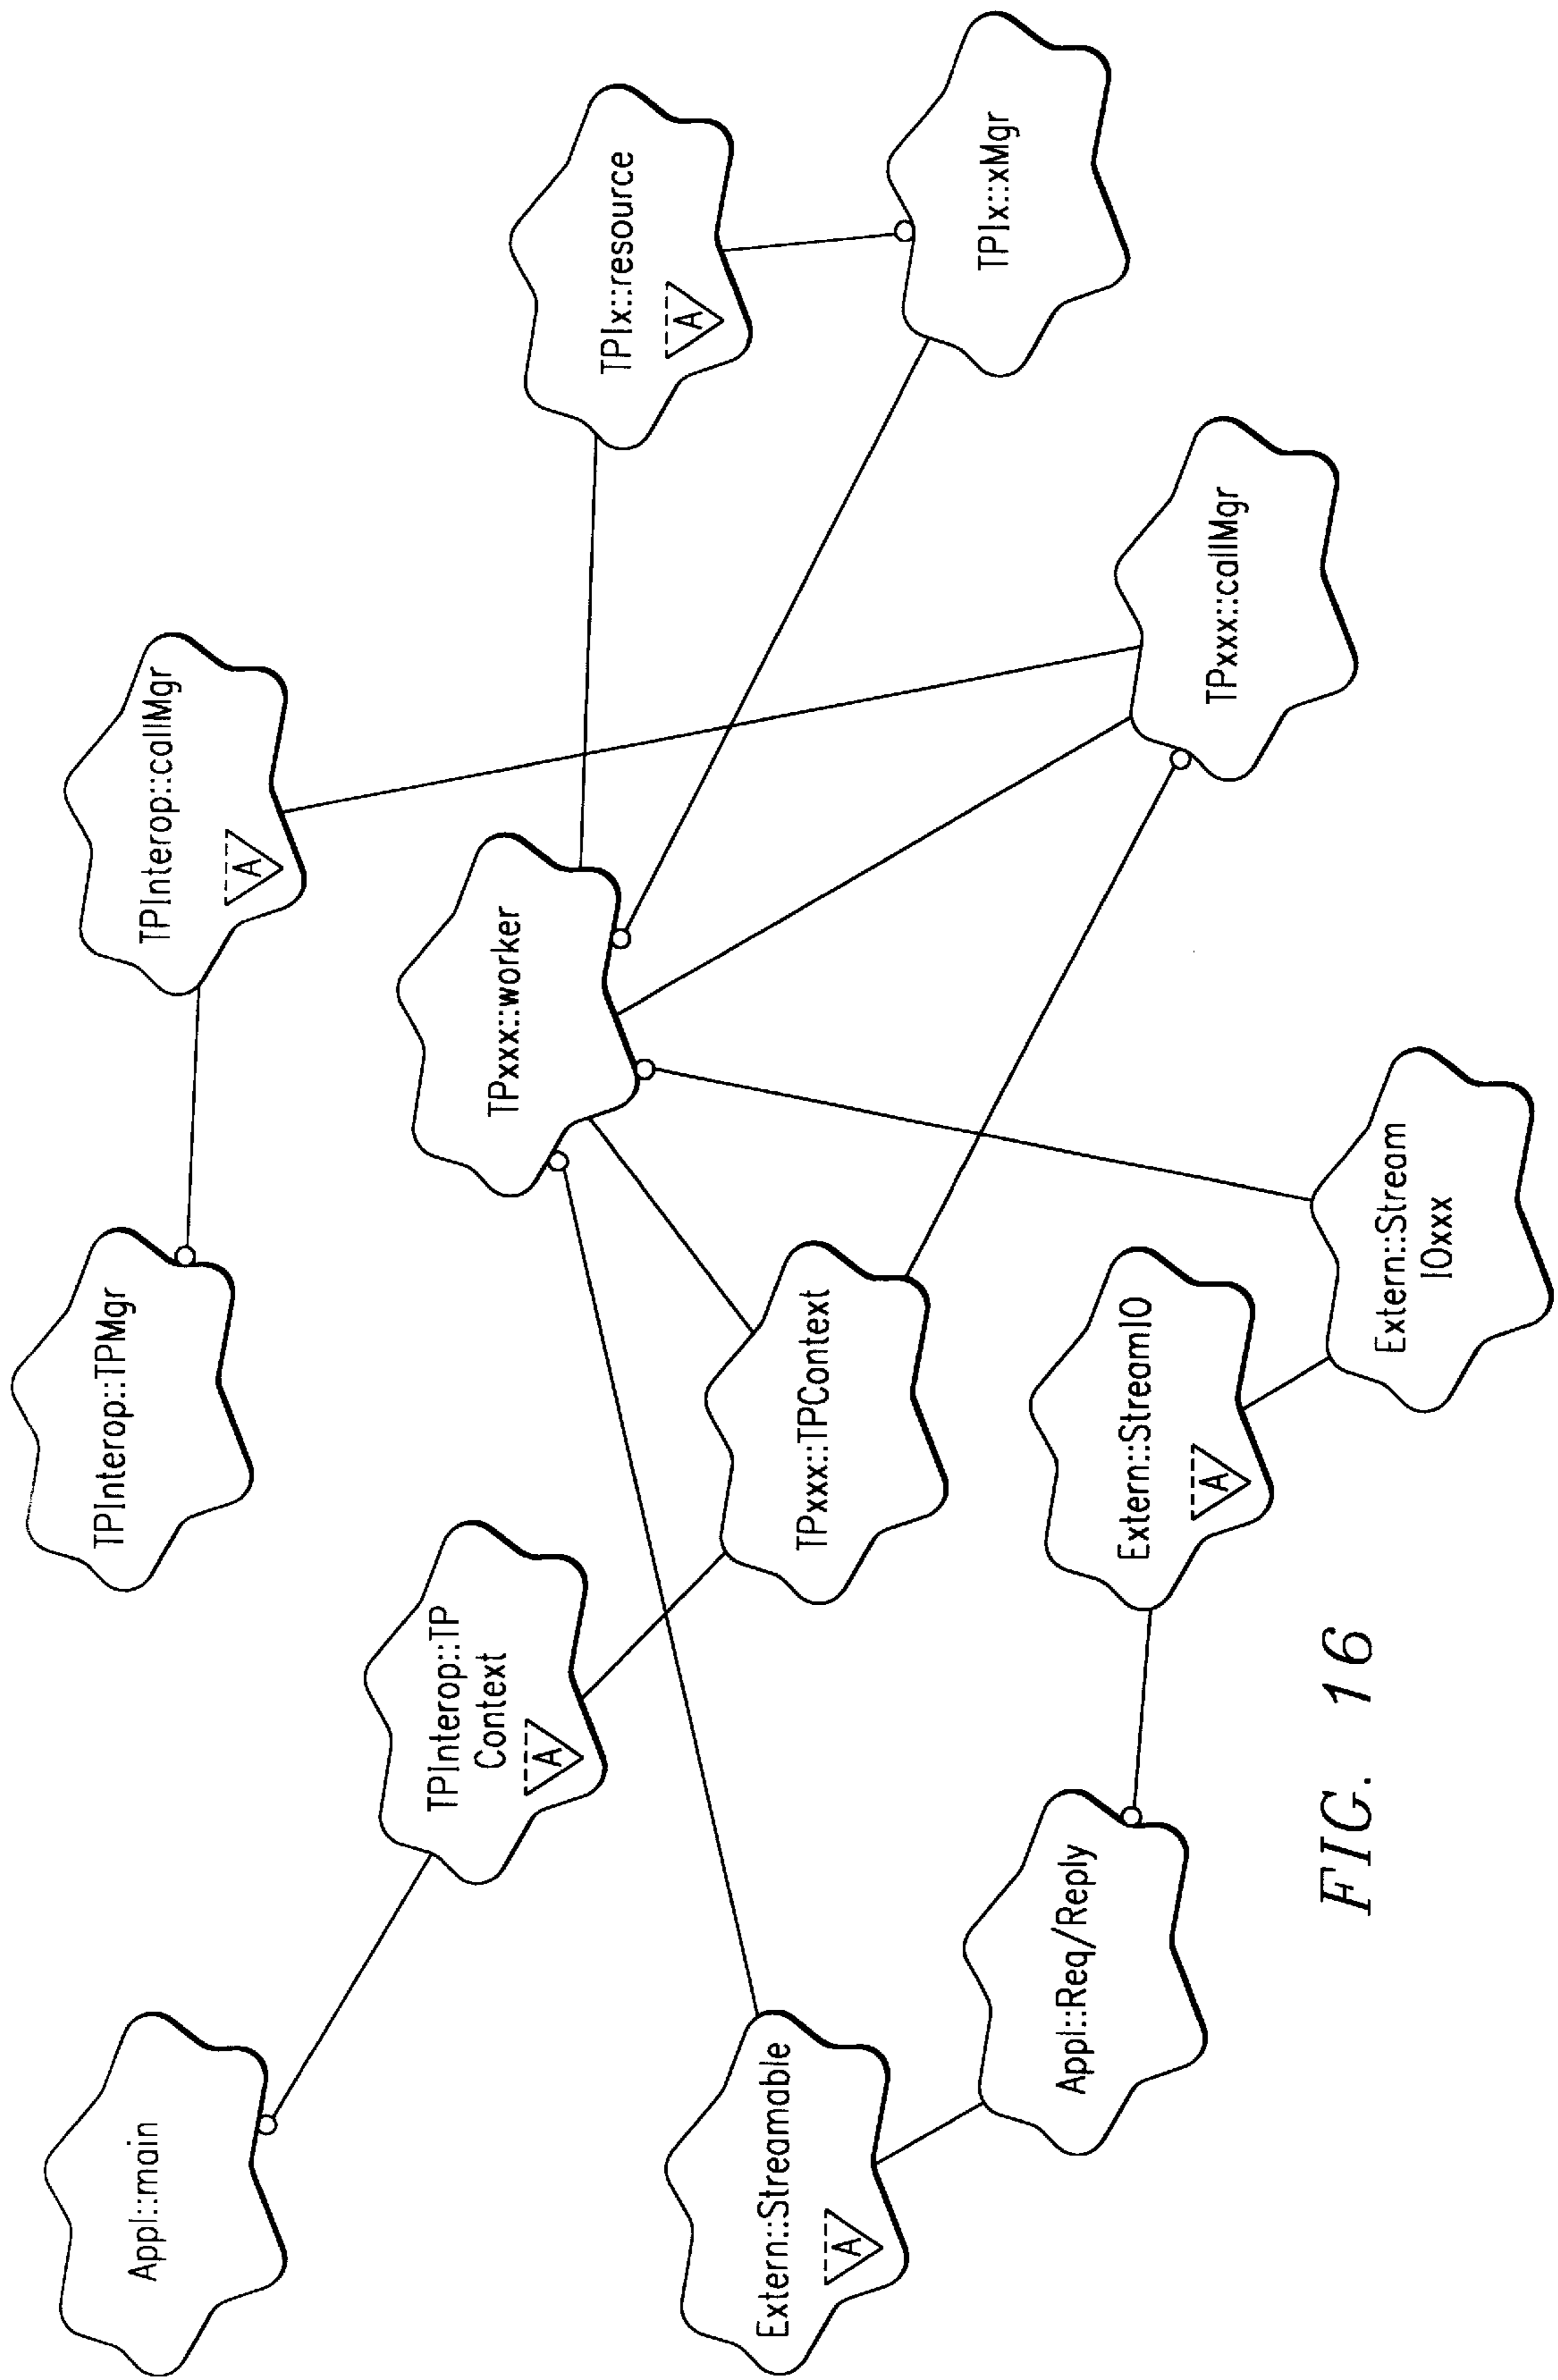 Appl::main
TPInterop::TPMgr
TPInterop::callMgr
A
TPInterop::TP
Context
A
TPxxx::worker
TPIx::resource
A
Extern::Streamable
A
TPxxx::TPContext
TPIx::xMgr
Appl::Req/Reply
Extern::StreamIO
A
TPxxx::callMgr
Extern::Stream
IOxxx
FIG. 16